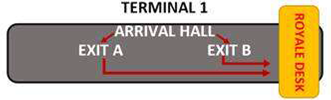 TERMINAL 1
ARRIVAL HALL
EXIT A EXIT B
ROYALE DESK